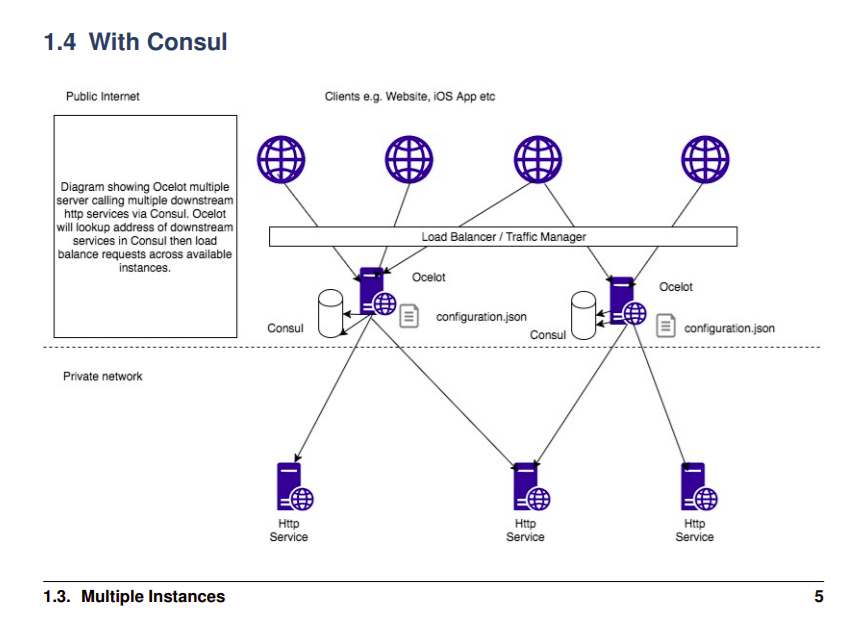 1.4 With Consul
Public Internet
Clients e.g. Website, iOS App etc
Diagram showing Ocelot multiple
server calling multiple downstream
http services via Consul. Ocelot
will lookup address of downstream
services in Consul then load
balance requests across available
instances.
Load Balancer / Traffic Manager
Ocelot
Ocelot
Consul
configuration.json
Consul
configuration.json
Private network
Http
Service
Http
Service
Http
Service
1.3. Multiple Instances
5